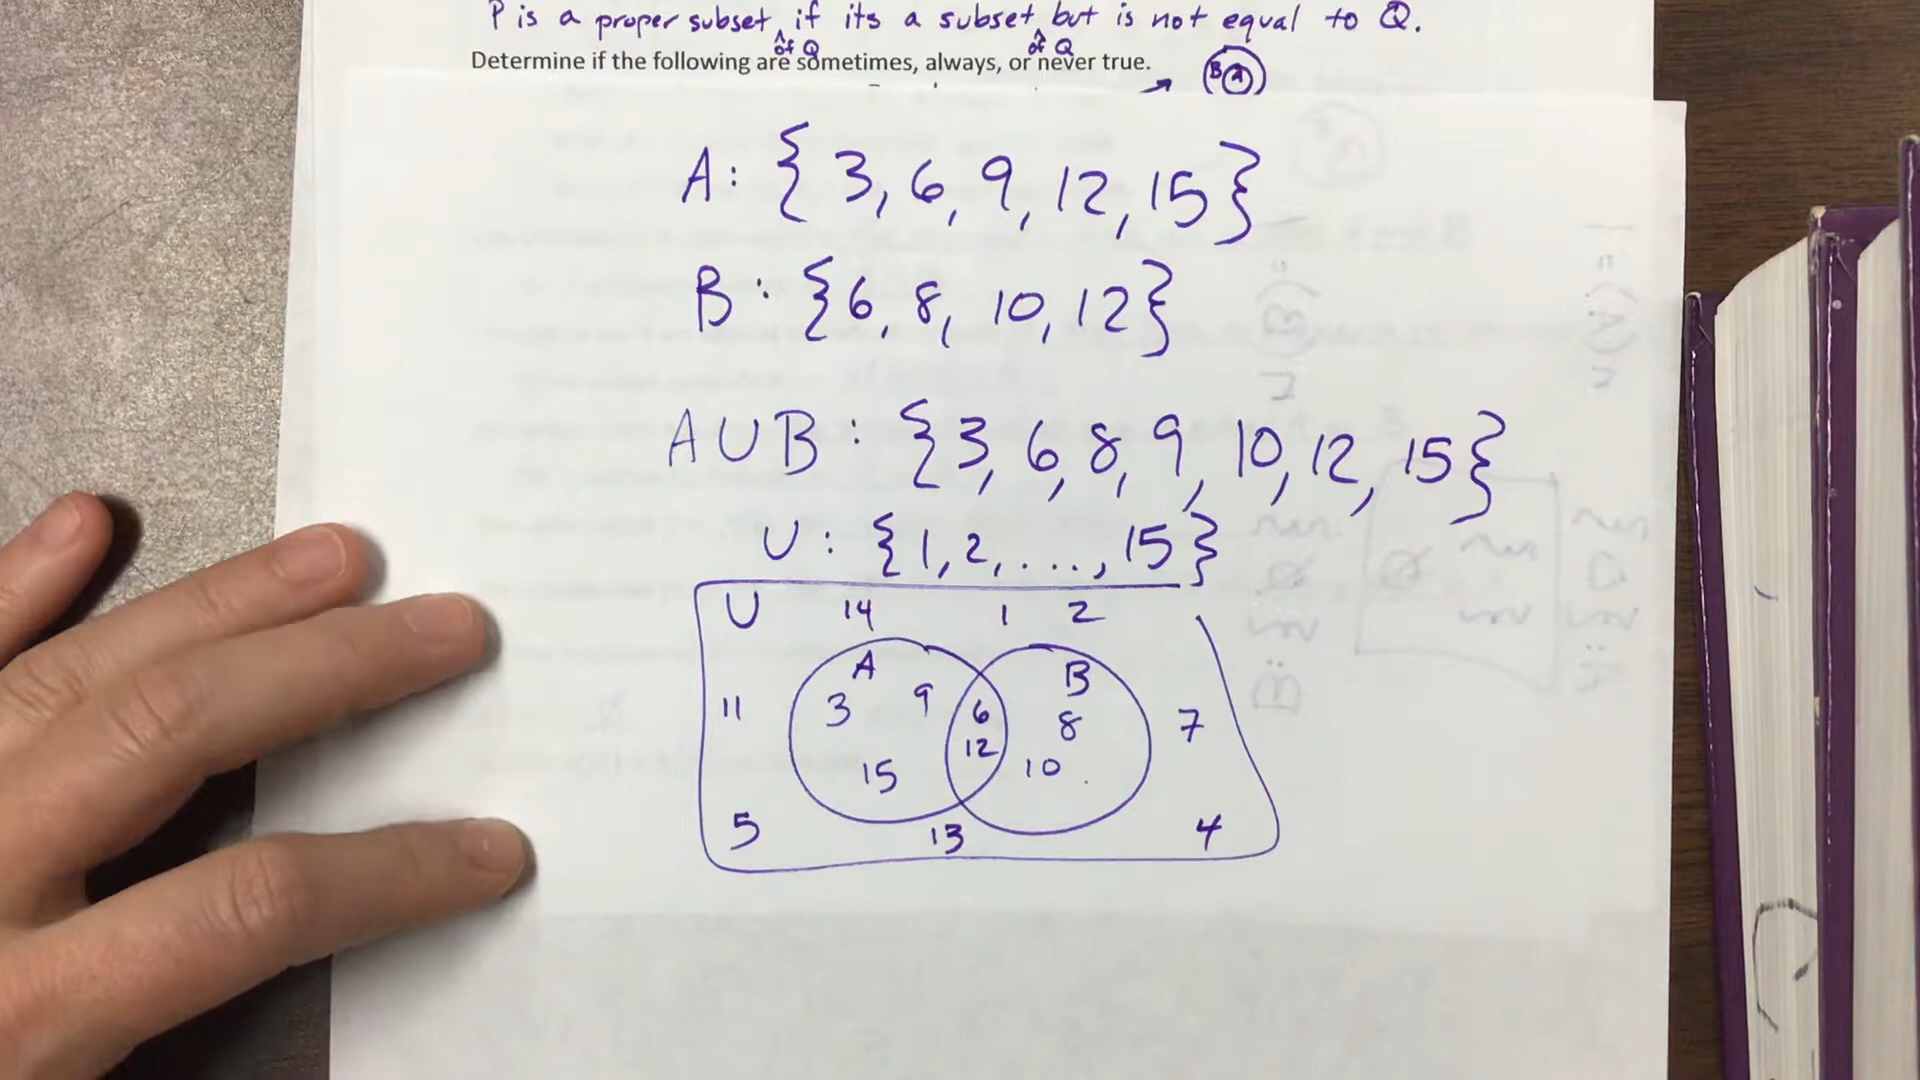 P is a proper subset of Q if its a subset of Q but is not equal to Q.
Determine if the following are sometimes, always, or never true.
B A
A: { 3, 6, 9, 12, 15 }
B : { 6, 8, 10, 12 }
A ∪ B : { 3, 6, 8, 9, 10, 12, 15 }
U : { 1, 2, ..., 15 }
U 14 1 2
A B
11 3 9 6 8 7
12
15 10
5 13 4